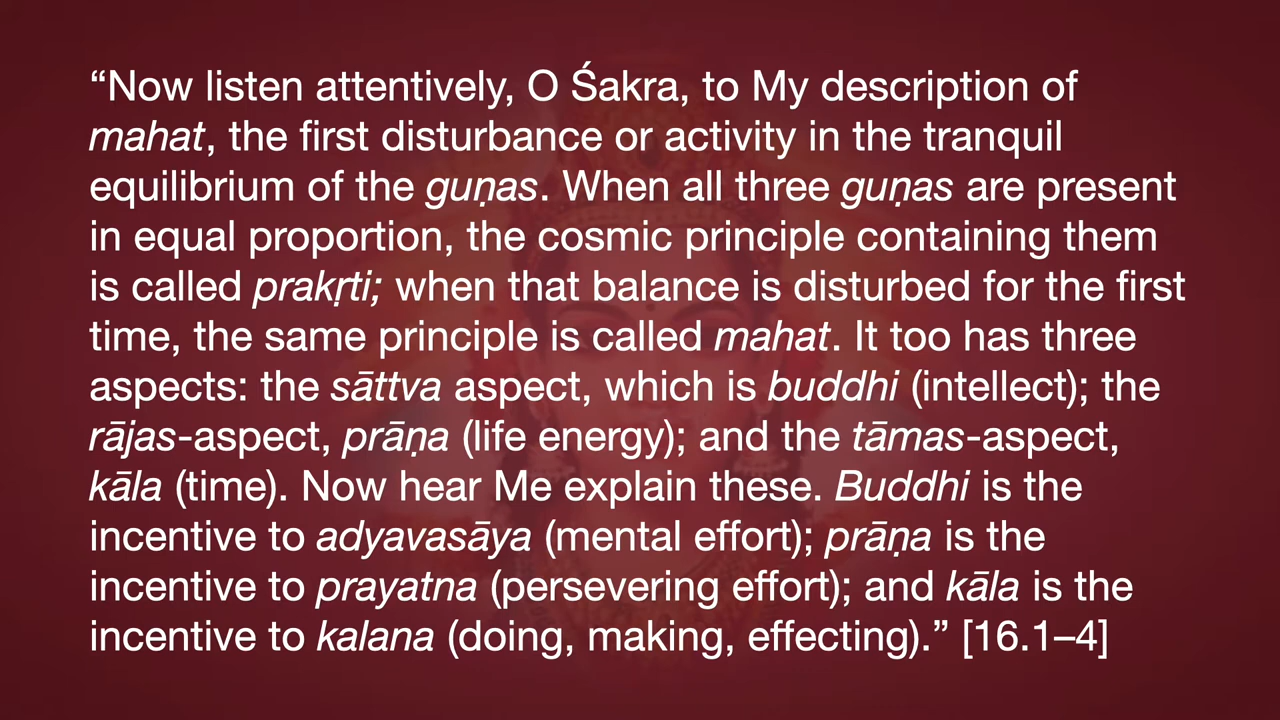 “Now listen attentively, O Śakra, to My description of
mahat, the first disturbance or activity in the tranquil
equilibrium of the guṇas. When all three guṇas are present
in equal proportion, the cosmic principle containing them
is called prakṛti; when that balance is disturbed for the first
time, the same principle is called mahat. It too has three
aspects: the sāttva aspect, which is buddhi (intellect); the
rājas-aspect, prāṇa (life energy); and the tāmas-aspect,
kāla (time). Now hear Me explain these. Buddhi is the
incentive to adyavasāya (mental effort); prāṇa is the
incentive to prayatna (persevering effort); and kāla is the
incentive to kalana (doing, making, effecting).” [16.1–4]